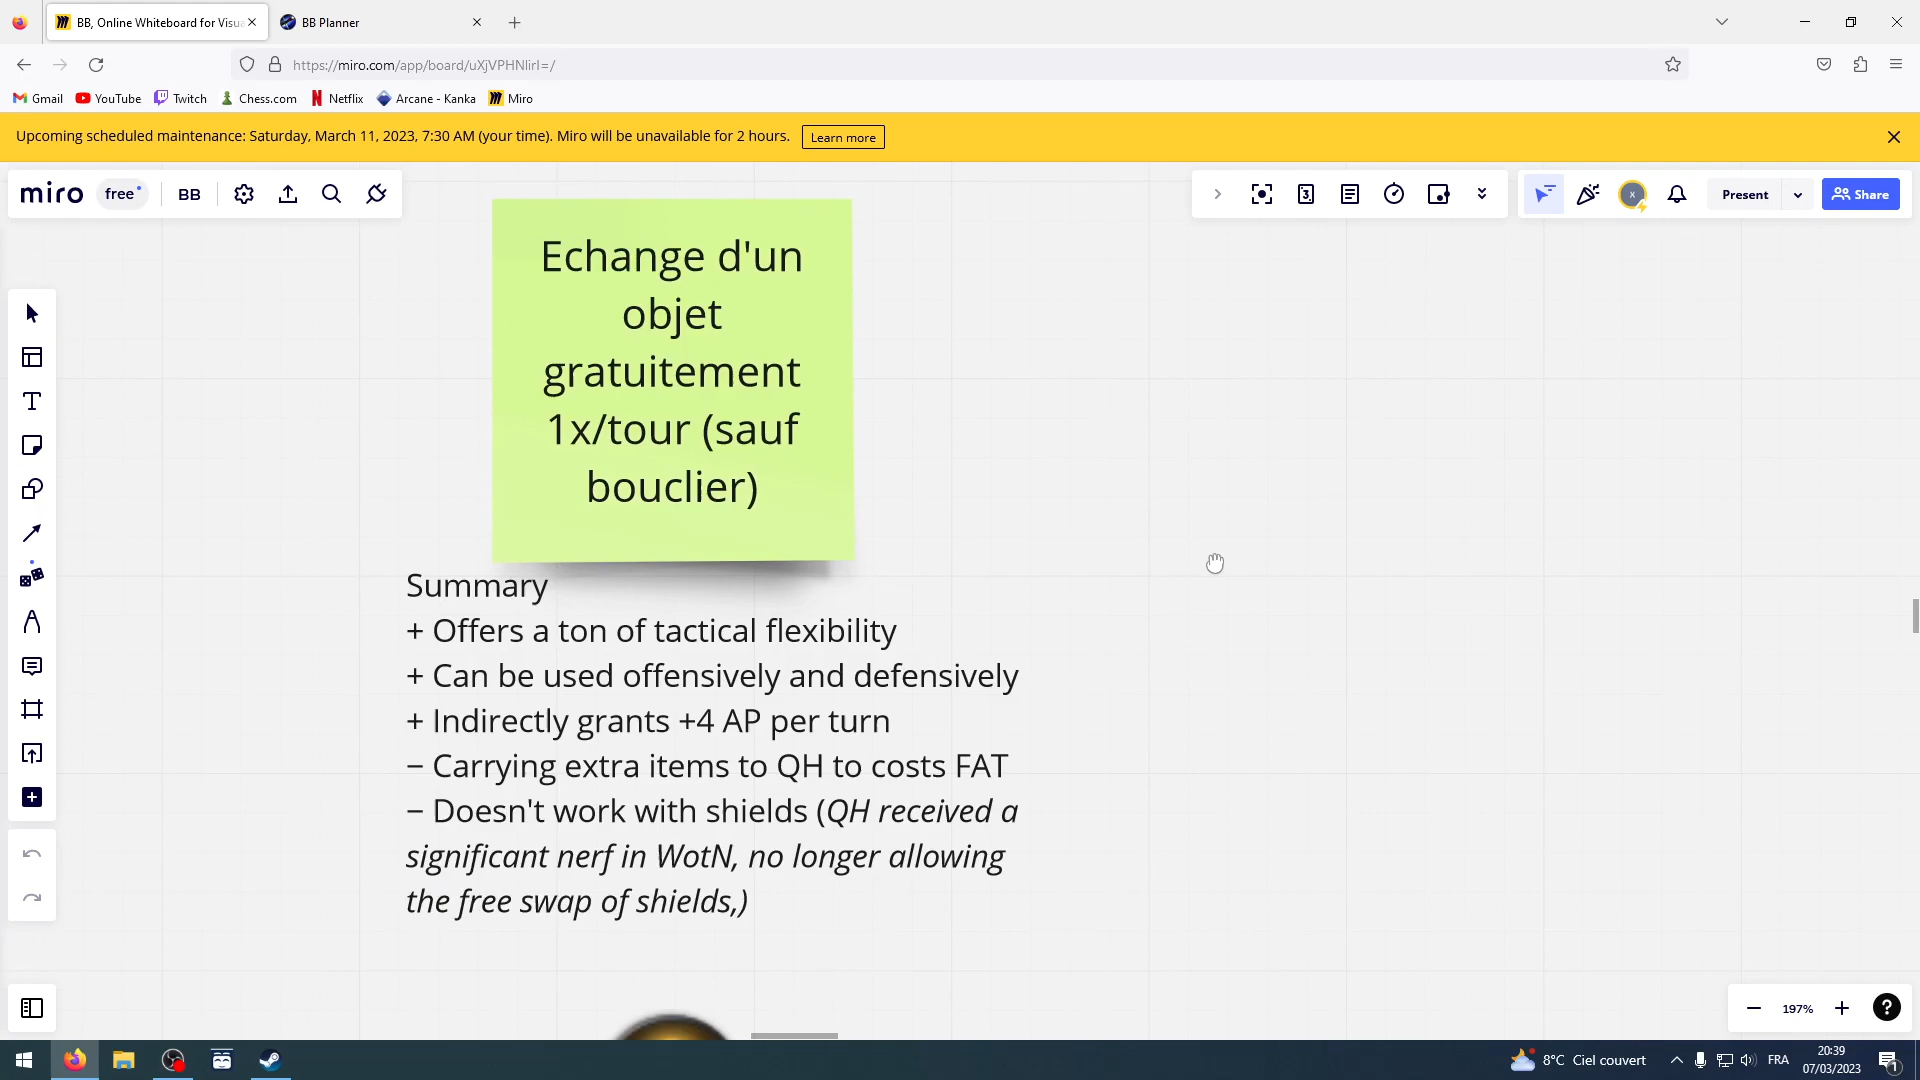 BB, Online Whiteboard for Visua
BB Planner
https://miro.com/app/board/uXjVPHNlirI=/
Gmail
YouTube
Twitch
Chess.com
Netflix
Arcane - Kanka
Miro
Upcoming scheduled maintenance: Saturday, March 11, 2023, 7:30 AM (your time). Miro will be unavailable for 2 hours.
Learn more
miro
free
BB
Present
Share
Echange d'un
objet
gratuitement
1x/tour (sauf
bouclier)
Summary
+ Offers a ton of tactical flexibility
+ Can be used offensively and defensively
+ Indirectly grants +4 AP per turn
− Carrying extra items to QH to costs FAT
− Doesn't work with shields (QH received a
significant nerf in WotN, no longer allowing
the free swap of shields,)
197%
8°C Ciel couvert
FRA
20:39
07/03/2023
1